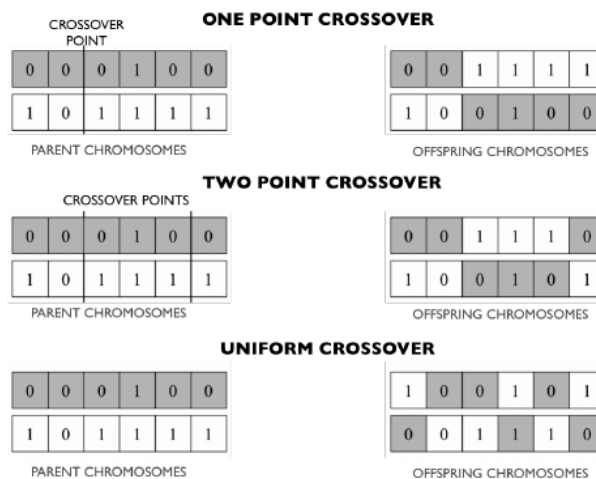 ONE POINT CROSSOVER
CROSSOVER
POINT
0 0 0 1 0 0
1 0 1 1 1 1
PARENT CHROMOSOMES
0 0 1 1 1 1
1 0 0 1 0 0
OFFSPRING CHROMOSOMES
TWO POINT CROSSOVER
CROSSOVER POINTS
0 0 0 1 0 0
1 0 1 1 1 1
PARENT CHROMOSOMES
0 0 1 1 1 0
1 0 0 1 0 1
OFFSPRING CHROMOSOMES
UNIFORM CROSSOVER
0 0 0 1 0 0
1 0 1 1 1 1
PARENT CHROMOSOMES
1 0 0 1 0 1
0 0 1 1 1 0
OFFSPRING CHROMOSOMES